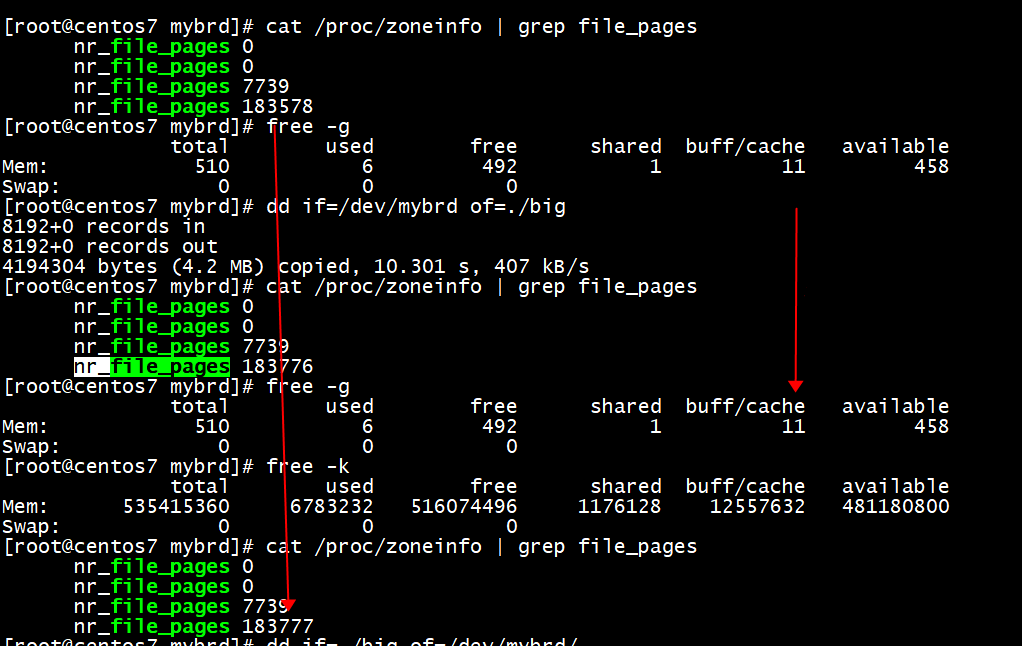 [root@centos7 mybrd]# cat /proc/zoneinfo | grep file_pages
nr_file_pages 0
nr_file_pages 0
nr_file_pages 7739
nr_file_pages 183578
[root@centos7 mybrd]# free -g
total used free shared buff/cache available
Mem: 510 6 492 1 11 458
Swap: 0 0 0
[root@centos7 mybrd]# dd if=/dev/mybrd of=./big
8192+0 records in
8192+0 records out
4194304 bytes (4.2 MB) copied, 10.301 s, 407 kB/s
[root@centos7 mybrd]# cat /proc/zoneinfo | grep file_pages
nr_file_pages 0
nr_file_pages 0
nr_file_pages 7739
nr_file_pages 183776
[root@centos7 mybrd]# free -g
total used free shared buff/cache available
Mem: 510 6 492 1 11 458
Swap: 0 0 0
[root@centos7 mybrd]# free -k
total used free shared buff/cache available
Mem: 535415360 6783232 516074496 1176128 12557632 481180800
Swap: 0 0 0
[root@centos7 mybrd]# cat /proc/zoneinfo | grep file_pages
nr_file_pages 0
nr_file_pages 0
nr_file_pages 7739
nr_file_pages 183777
[root@centos7 mybrd]# dd if=./big of=/dev/mybrd/